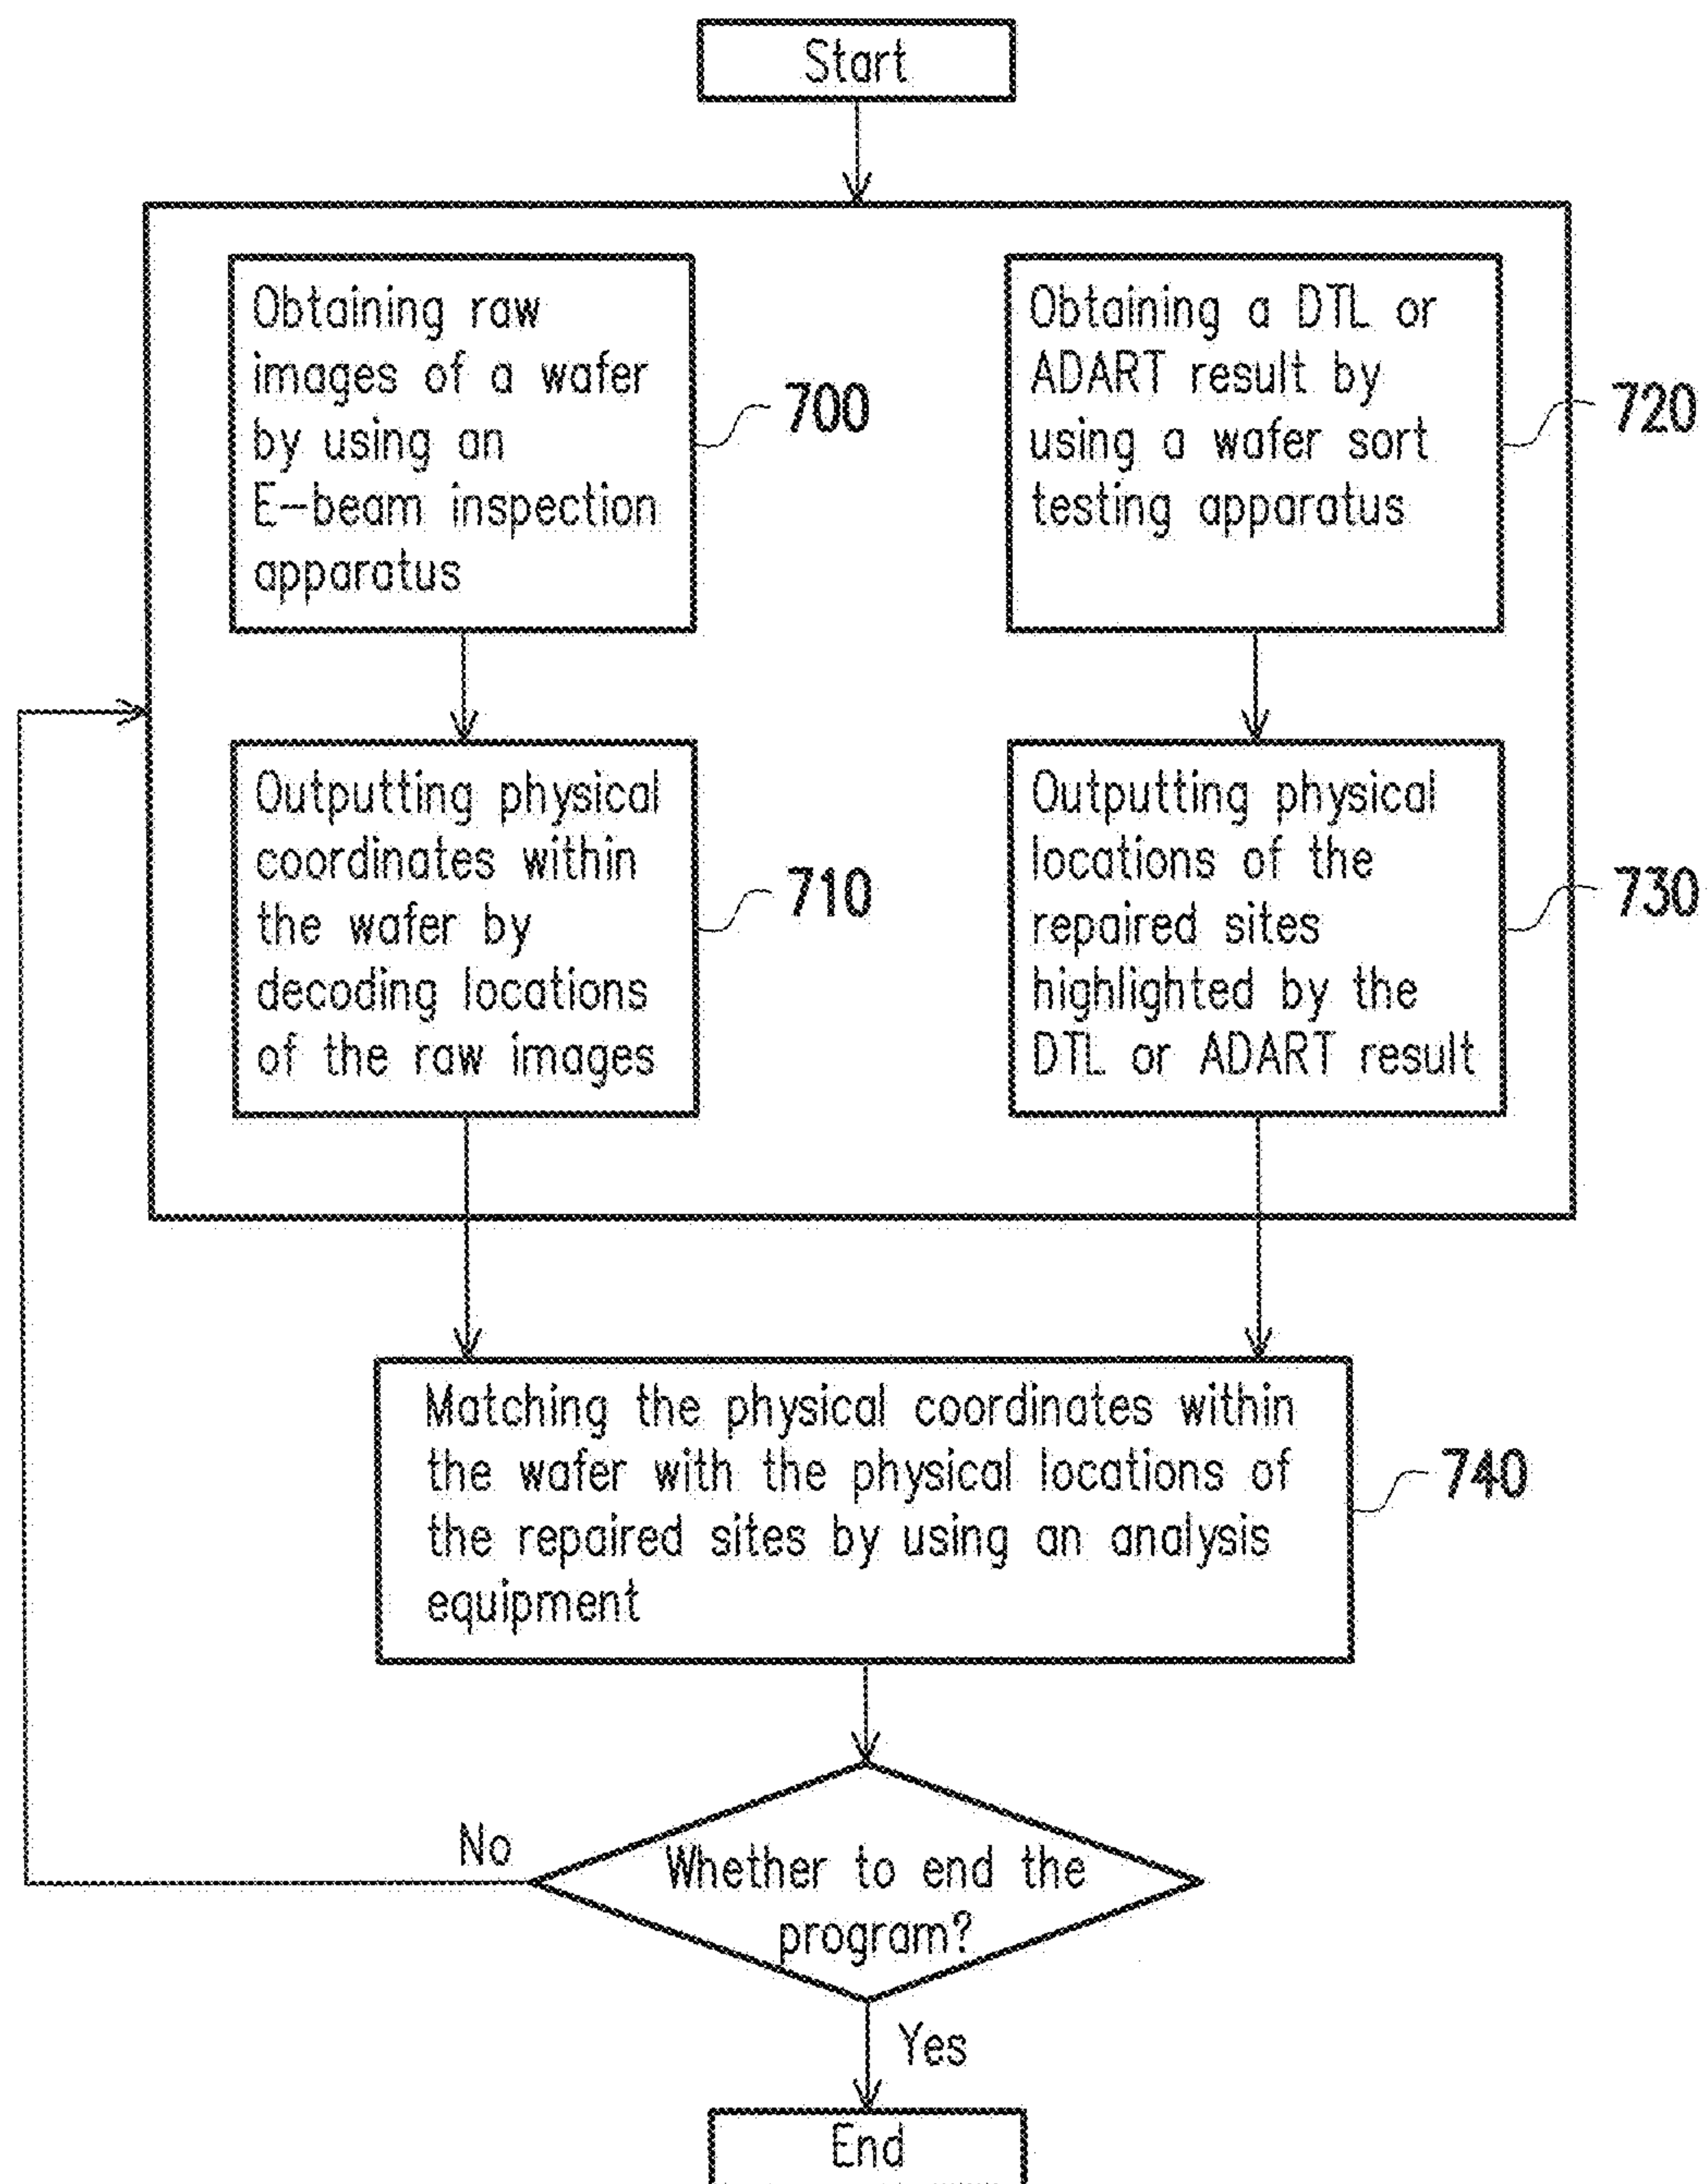 Start
Obtaining raw
images of a wafer
by using an
E-beam inspection
apparatus
700
Obtaining a DTL or
ADART result by
using a wafer sort
testing apparatus
720
Outputting physical
coordinates within
the wafer by
decoding locations
of the raw images
710
Outputting physical
locations of the
repaired sites
highlighted by the
DTL or ADART result
730
Matching the physical coordinates within
the wafer with the physical locations of
the repaired sites by using an analysis
equipment
740
No
Whether to end the
program?
Yes
End